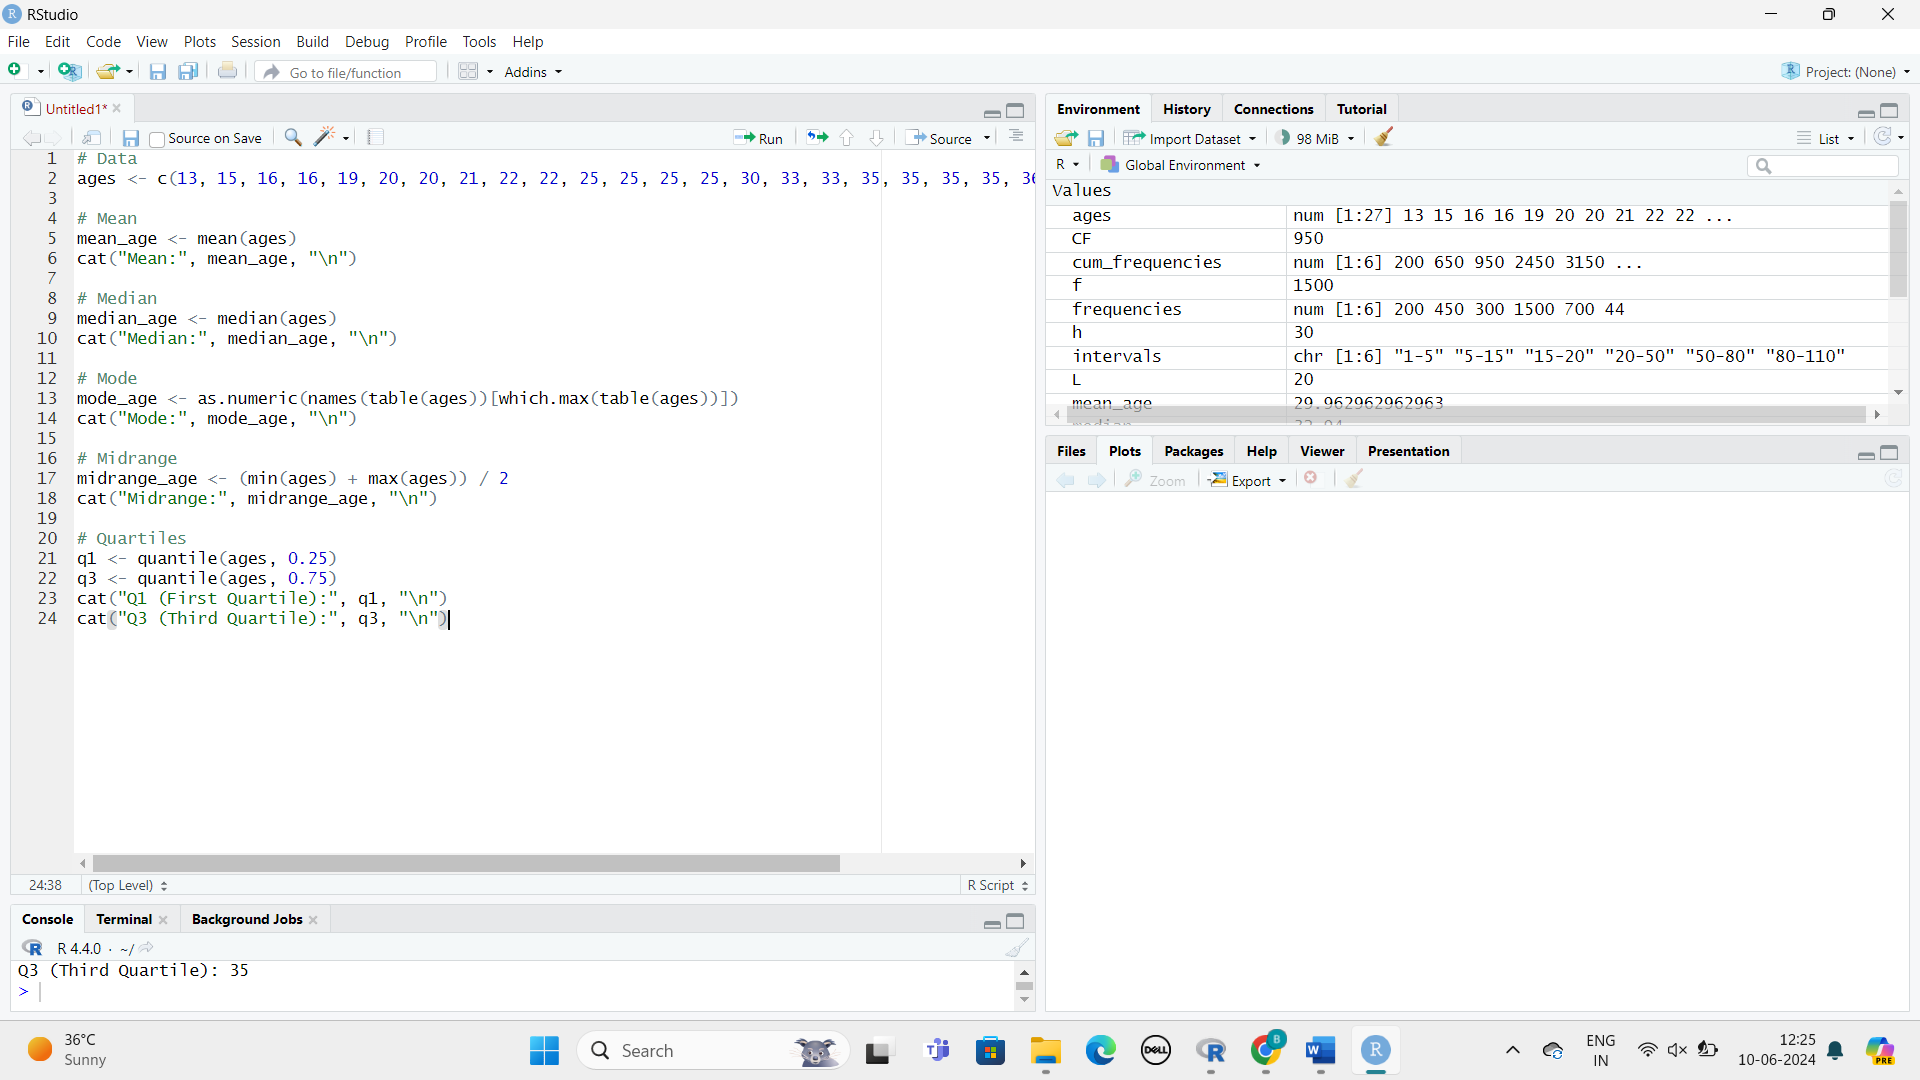 RStudio
File Edit Code View Plots Session Build Debug Profile Tools Help
Go to file/function Addins Project: (None)
Untitled1*
Source on Save Run Source
1 # Data
2 ages <- c(13, 15, 16, 16, 19, 20, 20, 21, 22, 22, 25, 25, 25, 25, 30, 33, 33, 35, 35, 35, 35, 36
3
4 # Mean
5 mean_age <- mean(ages)
6 cat("Mean:", mean_age, "\n")
7
8 # Median
9 median_age <- median(ages)
10 cat("Median:", median_age, "\n")
11
12 # Mode
13 mode_age <- as.numeric(names(table(ages))[which.max(table(ages))])
14 cat("Mode:", mode_age, "\n")
15
16 # Midrange
17 midrange_age <- (min(ages) + max(ages)) / 2
18 cat("Midrange:", midrange_age, "\n")
19
20 # Quartiles
21 q1 <- quantile(ages, 0.25)
22 q3 <- quantile(ages, 0.75)
23 cat("Q1 (First Quartile):", q1, "\n")
24 cat("Q3 (Third Quartile):", q3, "\n")
24:38 (Top Level) R Script
Console Terminal Background Jobs
R 4.4.0 · ~/
Q3 (Third Quartile): 35
>
Environment History Connections Tutorial
Import Dataset 98 MiB List
R Global Environment
Values
ages num [1:27] 13 15 16 16 19 20 20 21 22 22 ...
CF 950
cum_frequencies num [1:6] 200 650 950 2450 3150 ...
f 1500
frequencies num [1:6] 200 450 300 1500 700 44
h 30
intervals chr [1:6] "1-5" "5-15" "15-20" "20-50" "50-80" "80-110"
L 20
mean_age 29.962962962963
median 32.94
Files Plots Packages Help Viewer Presentation
Zoom Export
36°C
Sunny
Search
DELL
PRE
ENG
IN
12:25
10-06-2024